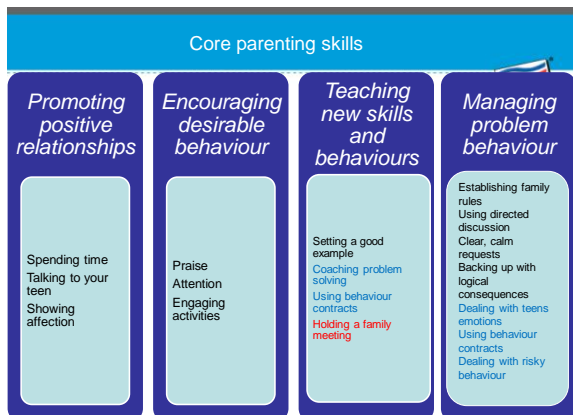 Core parenting skills
Promoting
positive
relationships
Spending time
Talking to your
teen
Showing
affection
Encouraging
desirable
behaviour
Praise
Attention
Engaging
activities
Teaching
new skills
and
behaviours
Setting a good
example
Coaching problem
solving
Using behaviour
contracts
Holding a family
meeting
Managing
problem
behaviour
Establishing family
rules
Using directed
discussion
Clear, calm
requests
Backing up with
logical
consequences
Dealing with teens
emotions
Using behaviour
contracts
Dealing with risky
behaviour